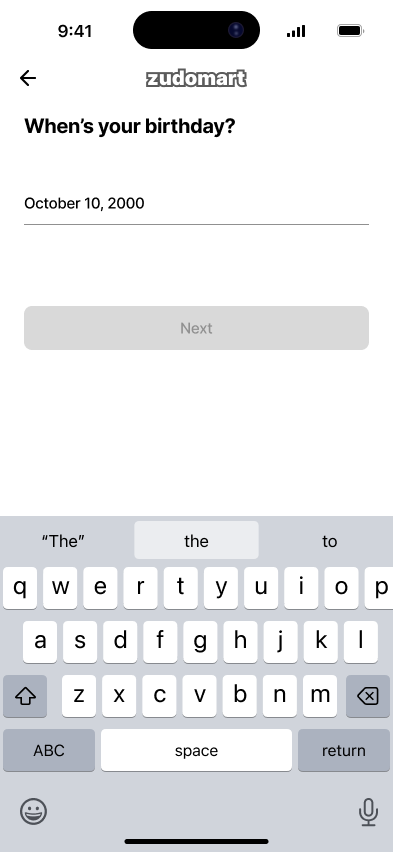 9:41
zudomart
When's your birthday?
October 10, 2000
Next
“The”
the
to
q w e r t y u i o p
a s d f g h j k l
z x c v b n m
ABC
space
return